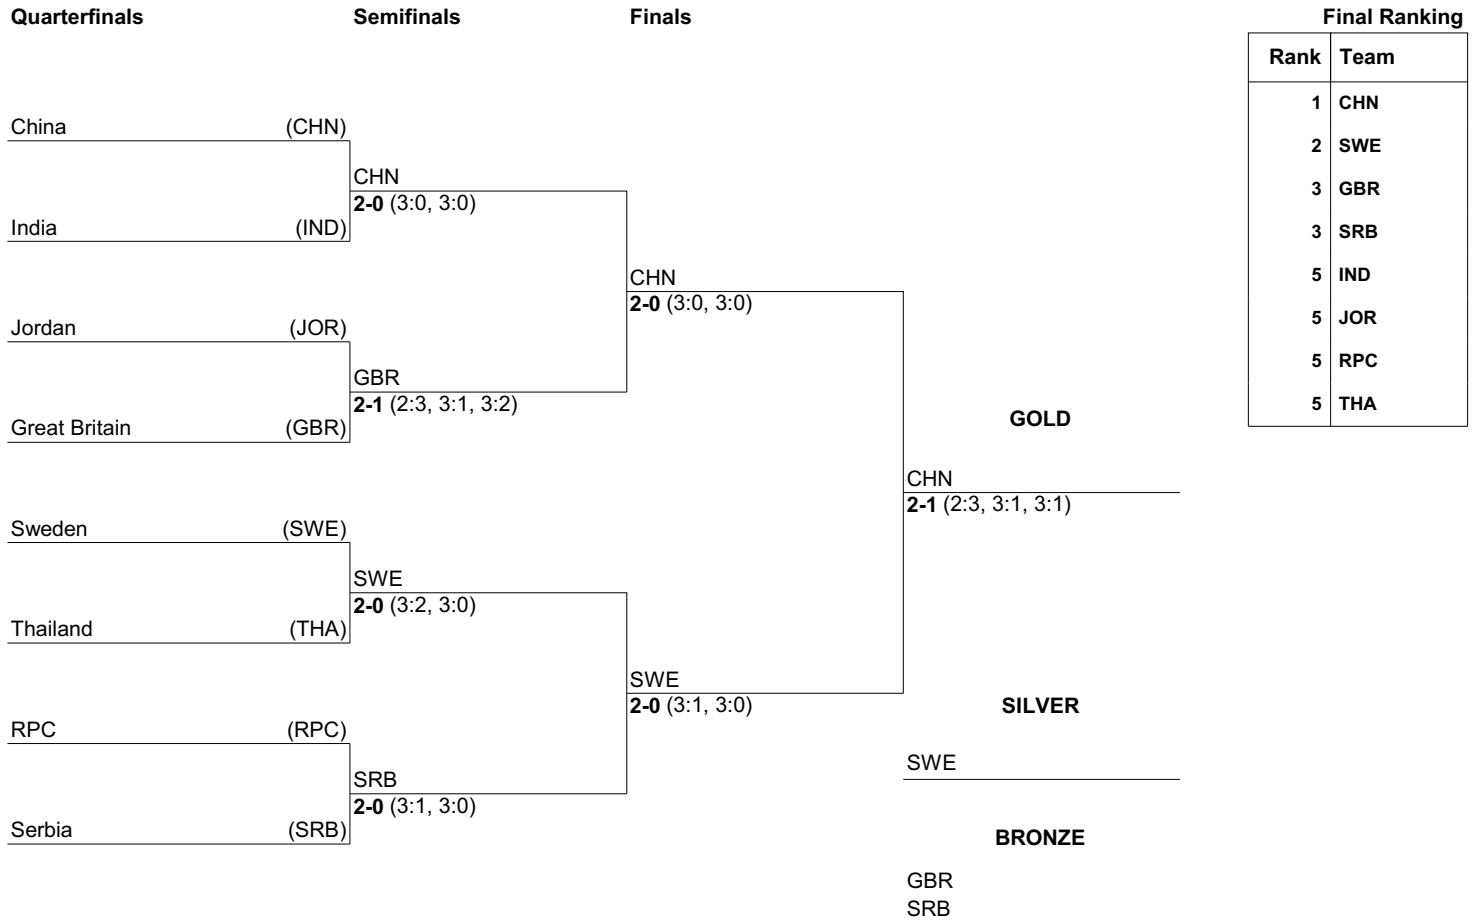 Quarterfinals Semifinals Finals Final Ranking
Rank Team
1 CHN
2 SWE
3 GBR
3 SRB
5 IND
5 JOR
5 RPC
5 THA
China (CHN)
CHN
2-0 (3:0, 3:0)
India (IND)
CHN
2-0 (3:0, 3:0)
Jordan (JOR)
GBR
2-1 (2:3, 3:1, 3:2)
Great Britain (GBR)
GOLD
CHN
2-1 (2:3, 3:1, 3:1)
Sweden (SWE)
SWE
2-0 (3:2, 3:0)
Thailand (THA)
SWE
2-0 (3:1, 3:0)
SILVER
RPC (RPC)
SWE
SRB
2-0 (3:1, 3:0)
Serbia (SRB)
BRONZE
GBR
SRB